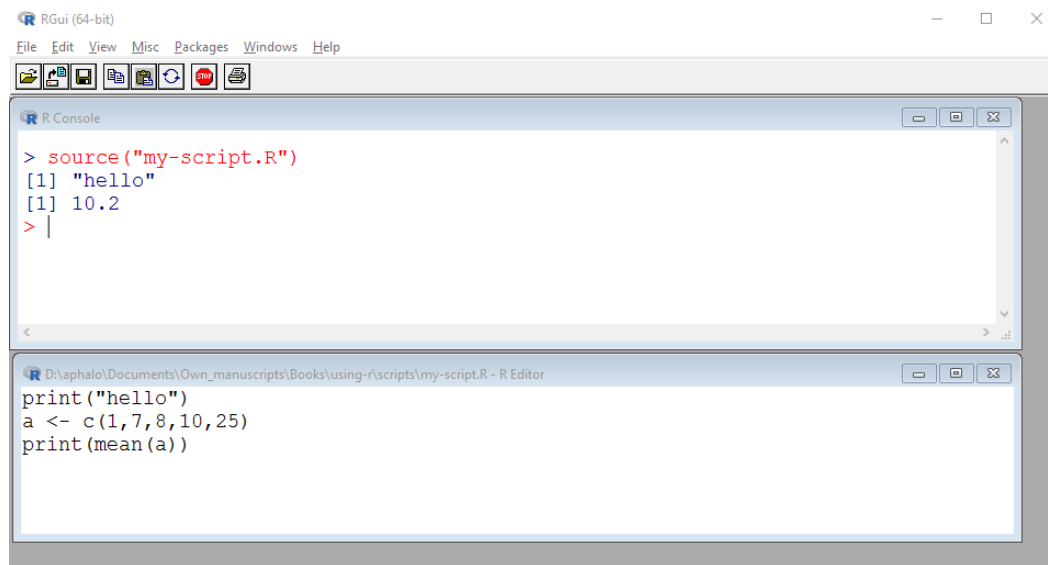 RGui (64-bit)
File Edit View Misc Packages Windows Help
STOP
R Console
> source("my-script.R")
[1] "hello"
[1] 10.2
>
D:\aphalo\Documents\Own_manuscripts\Books\using-r\scripts\my-script.R - R Editor
print("hello")
a <- c(1,7,8,10,25)
print(mean(a))